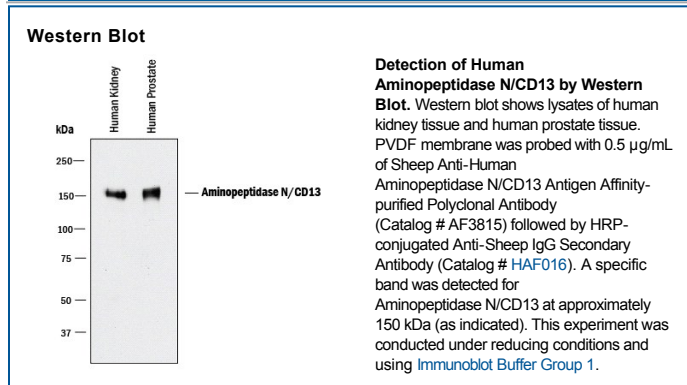 Western Blot
Human Kidney
Human Prostate
kDa
250
150
100
75
50
37
Aminopeptidase N/CD13
Detection of Human
Aminopeptidase N/CD13 by Western
Blot. Western blot shows lysates of human
kidney tissue and human prostate tissue.
PVDF membrane was probed with 0.5 µg/mL
of Sheep Anti-Human
Aminopeptidase N/CD13 Antigen Affinity-
purified Polyclonal Antibody
(Catalog # AF3815) followed by HRP-
conjugated Anti-Sheep IgG Secondary
Antibody (Catalog # HAF016). A specific
band was detected for
Aminopeptidase N/CD13 at approximately
150 kDa (as indicated). This experiment was
conducted under reducing conditions and
using Immunoblot Buffer Group 1.